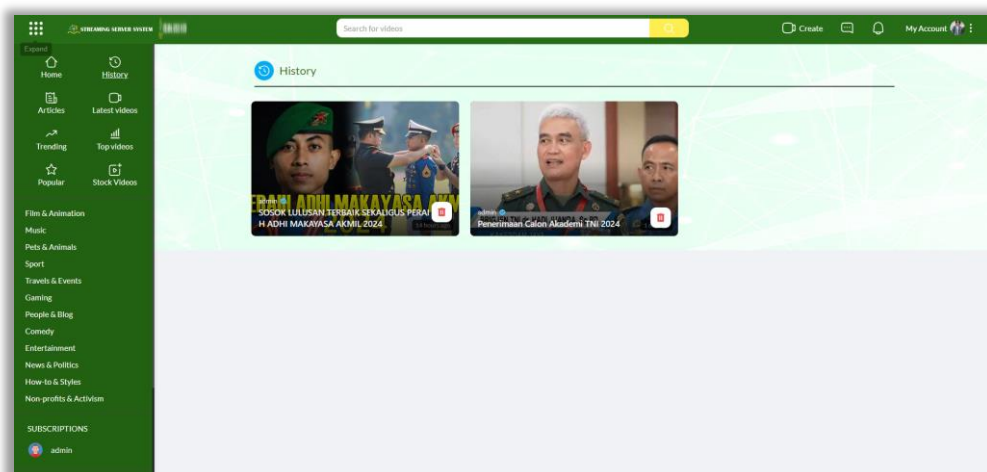 STREAMING SERVER SYSTEM
Search for videos
Create
My Account
Expand
Home
History
Articles
Latest videos
Trending
Top videos
Popular
Stock Videos
Film & Animation
Music
Pets & Animals
Sport
Travels & Events
Gaming
People & Blog
Comedy
Entertainment
News & Politics
How-to & Styles
Non-profits & Activism
SUBSCRIPTIONS
admin
History
admin
SOSOK LULUSAN TERBAIK SEKALIGUS PERAI
H ADHI MAKAYASA AKMIL 2024
admin
Penerimaan Calon Akademi TNI 2024